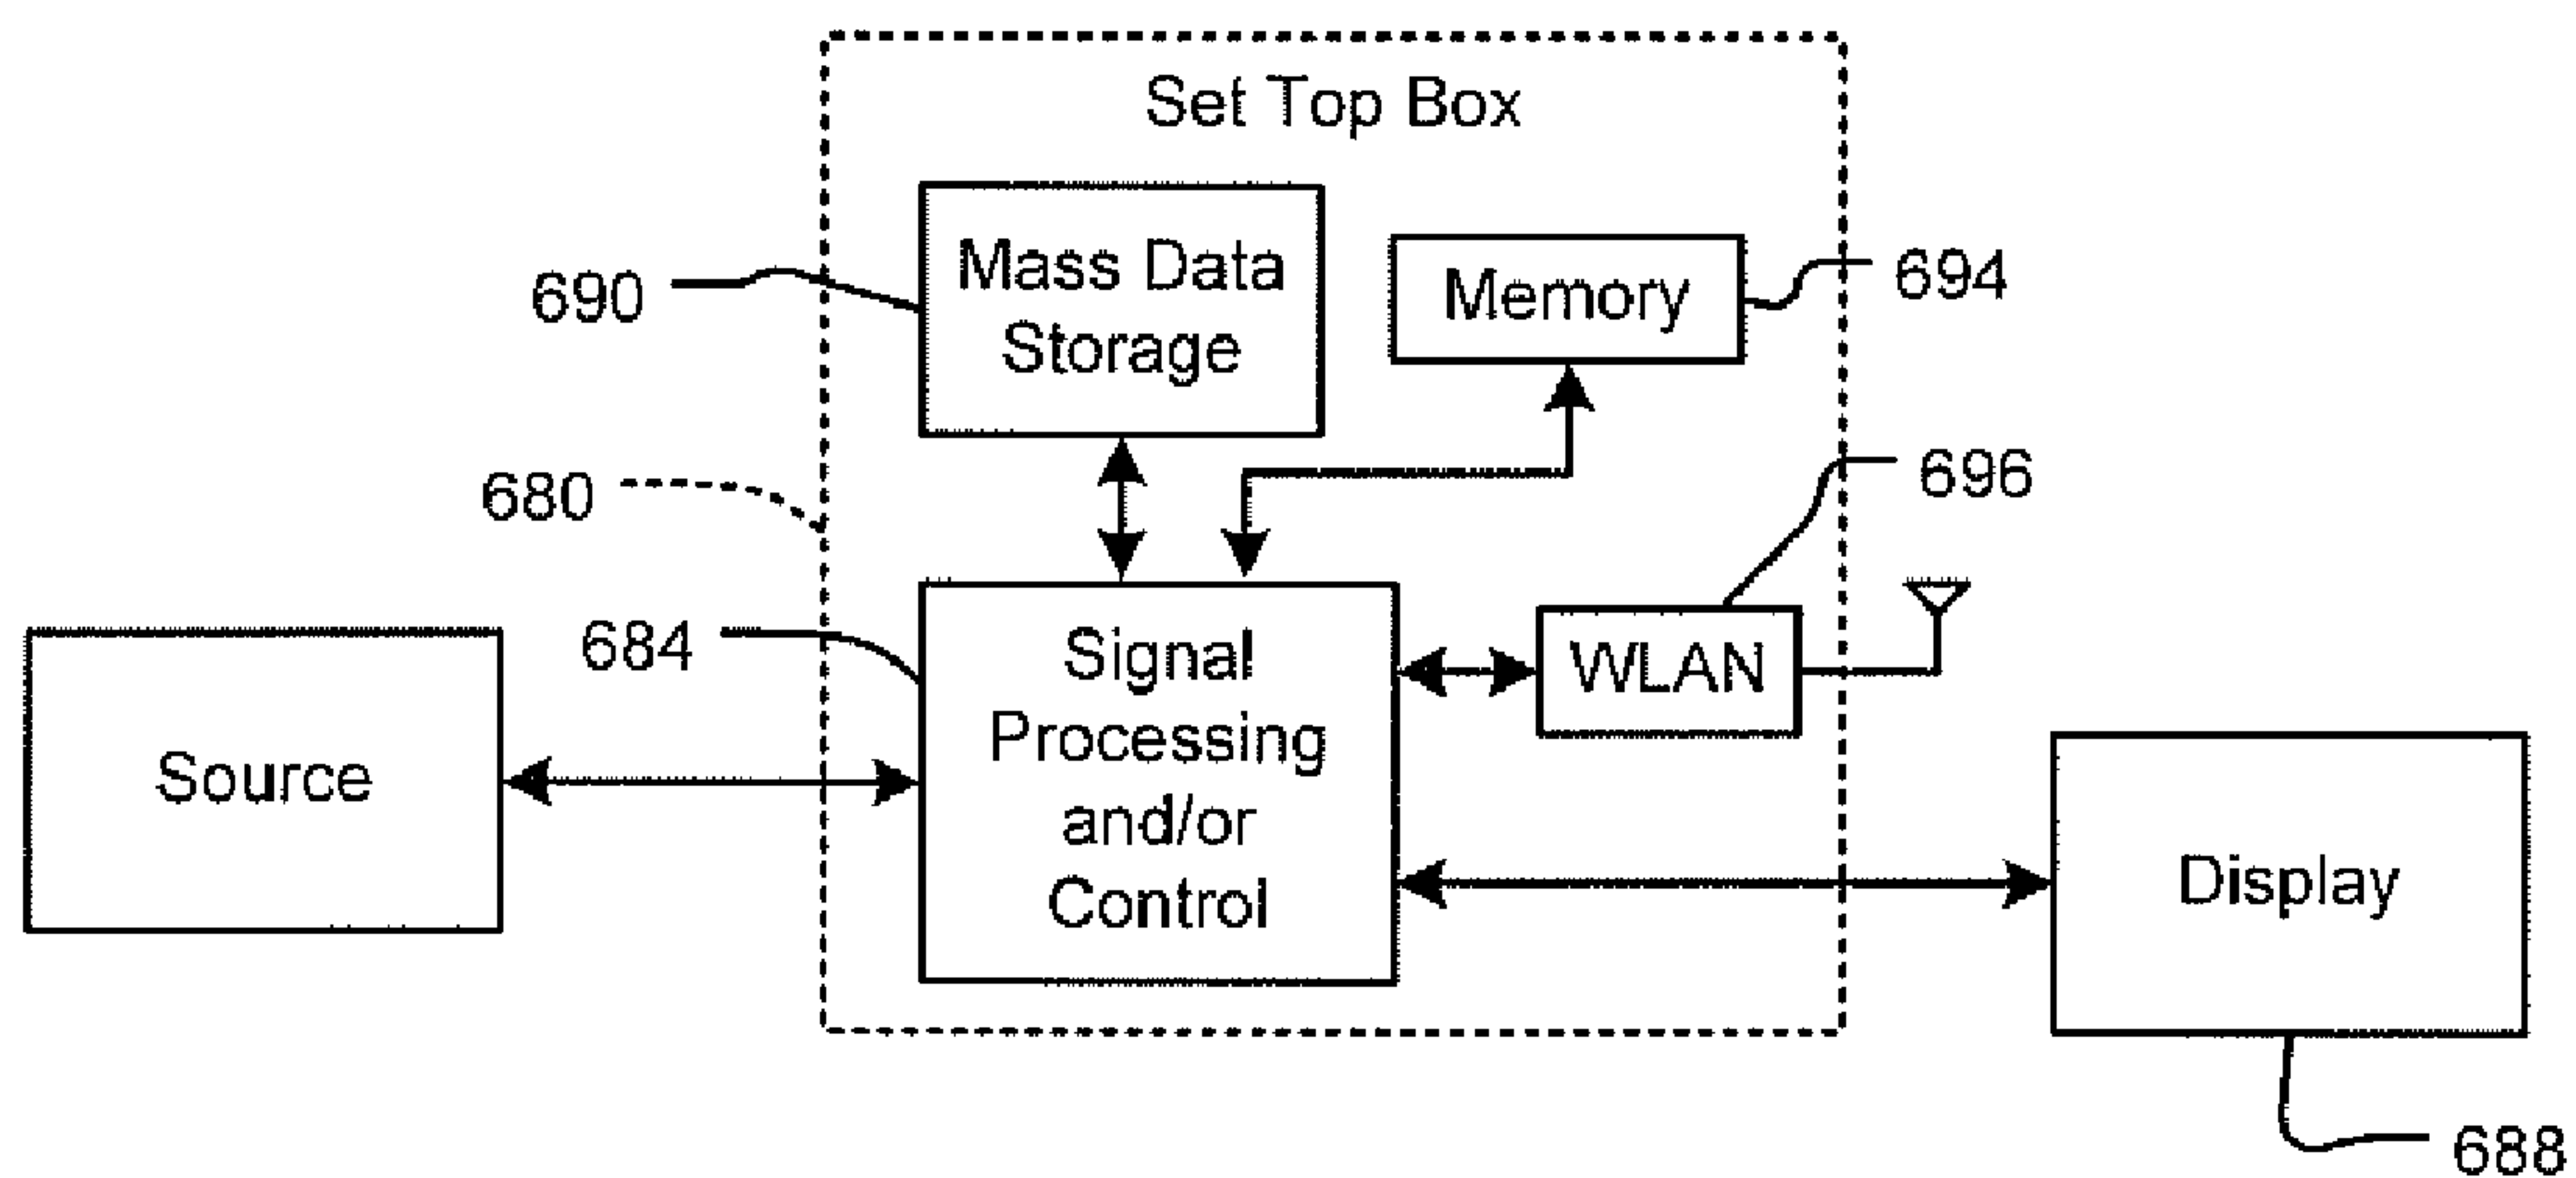 Set Top Box
690
Mass Data
Storage
Memory
694
680
696
684
Source
Signal
Processing
and/or
Control
WLAN
Display
688